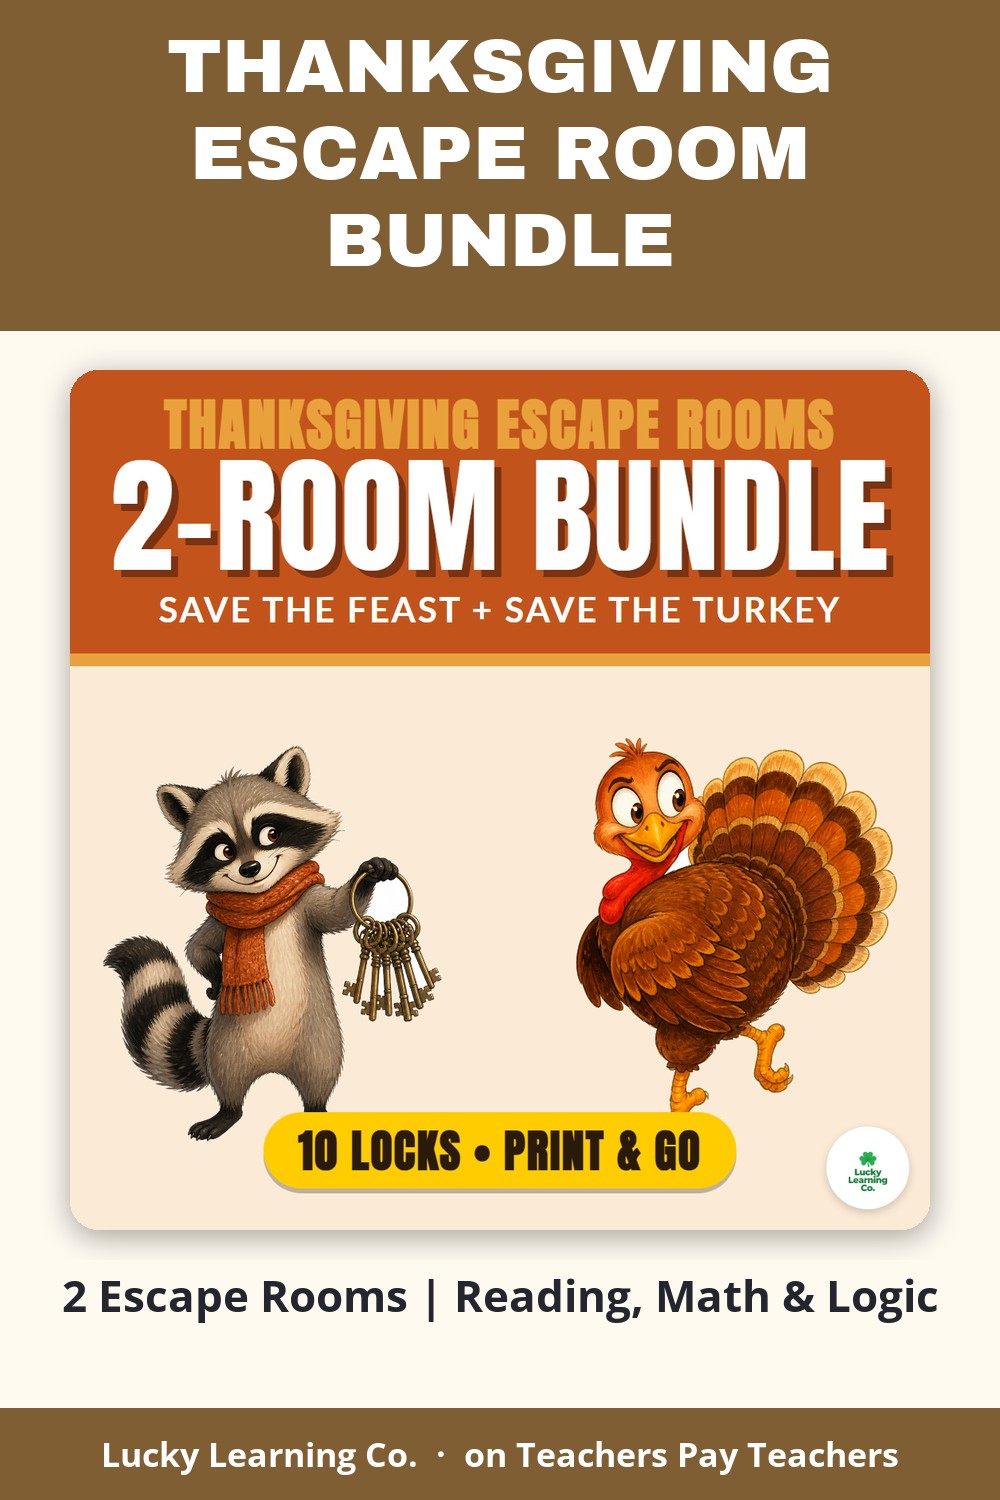 THANKSGIVING
ESCAPE ROOM
BUNDLE
THANKSGIVING ESCAPE ROOMS
2-ROOM BUNDLE
SAVE THE FEAST + SAVE THE TURKEY
10 LOCKS • PRINT & GO
Lucky
Learning
Co.
2 Escape Rooms | Reading, Math & Logic
Lucky Learning Co. · on Teachers Pay Teachers